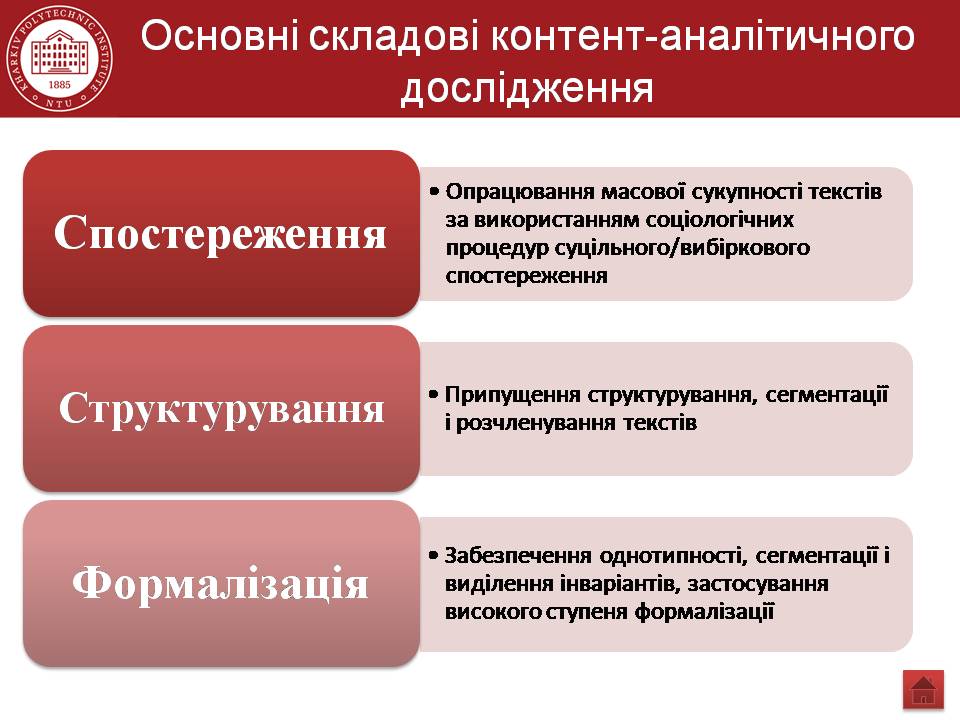 KHARKIV POLYTECHNIC INSTITUTE
1885
NTU
Основні складові контент-аналітичного
дослідження
Спостереження
• Опрацювання масової сукупності текстів
за використанням соціологічних
процедур суцільного/вибіркового
спостереження
Структурування
• Припущення структурування, сегментації
і розчленування текстів
Формалізація
• Забезпечення однотипності, сегментації і
виділення інваріантів, застосування
високого ступеня формалізації